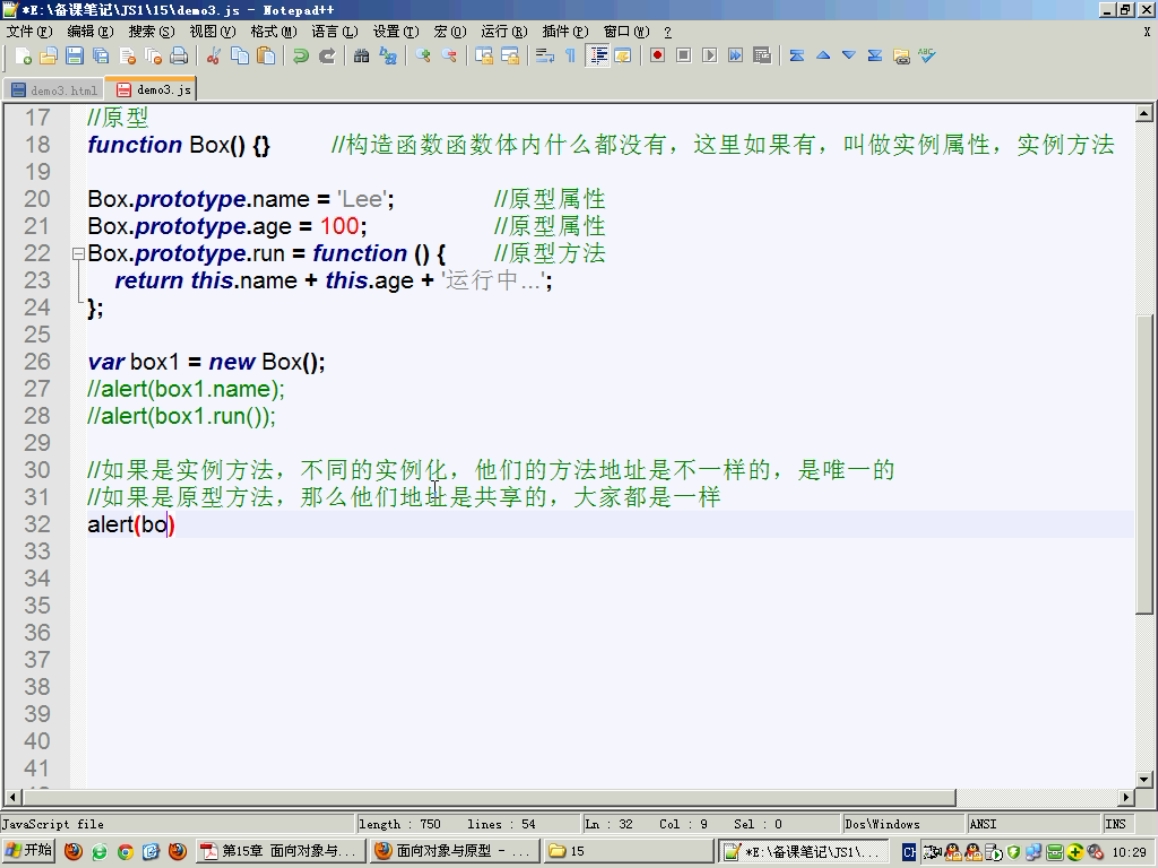 *E:\备课笔记\JS1\15\demo3.js - Notepad++
文件(F) 编辑(E) 搜索(S) 视图(V) 格式(M) 语言(L) 设置(T) 宏(O) 运行(R) 插件(P) 窗口(W) ? X
demo3.html demo3.js
17 //原型
18 function Box() {} //构造函数函数体内什么都没有，这里如果有，叫做实例属性，实例方法
19
20 Box.prototype.name = 'Lee'; //原型属性
21 Box.prototype.age = 100; //原型属性
22 Box.prototype.run = function () { //原型方法
23 return this.name + this.age + '运行中...';
24 };
25
26 var box1 = new Box();
27 //alert(box1.name);
28 //alert(box1.run());
29
30 //如果是实例方法，不同的实例化，他们的方法地址是不一样的，是唯一的
31 //如果是原型方法，那么他们地址是共享的，大家都是一样
32 alert(bo)
33
34
35
36
37
38
39
40
41
JavaScript file length : 750 lines : 54 Ln : 32 Col : 9 Sel : 0 Dos\Windows ANSI INS
开始 第15章 面向对象与... 面向对象与原型 - ... 15 *E:\备课笔记\JS1\... CH 10:29